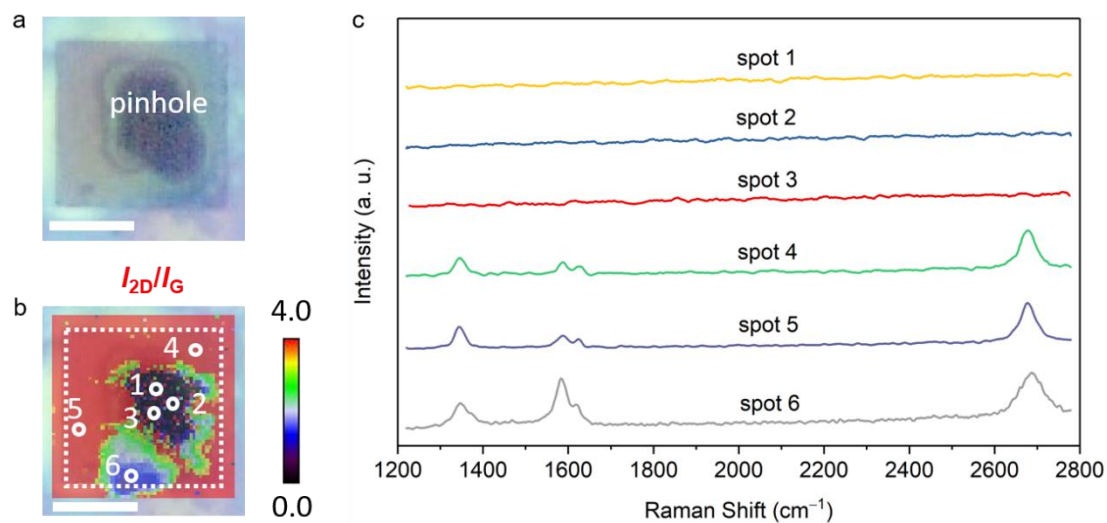 a
pinhole
I2D/IG
b
4.0
0.0
4
1
2
3
5
6
c
spot 1
spot 2
spot 3
spot 4
spot 5
spot 6
Intensity (a. u.)
1200 1400 1600 1800 2000 2200 2400 2600 2800
Raman Shift (cm⁻¹)